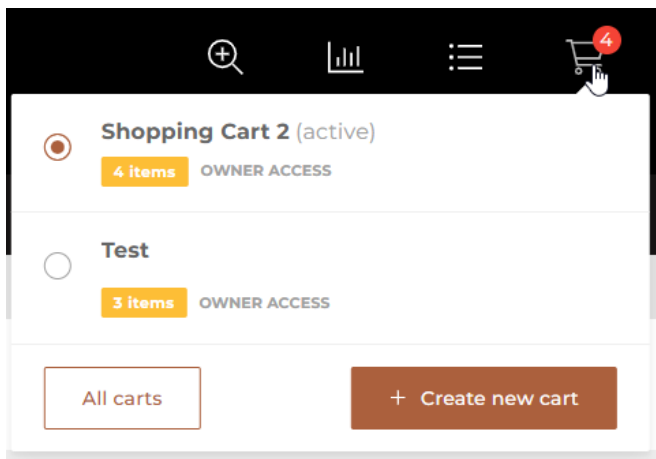 4
Shopping Cart 2 (active)
4 items OWNER ACCESS
Test
3 items OWNER ACCESS
All carts + Create new cart